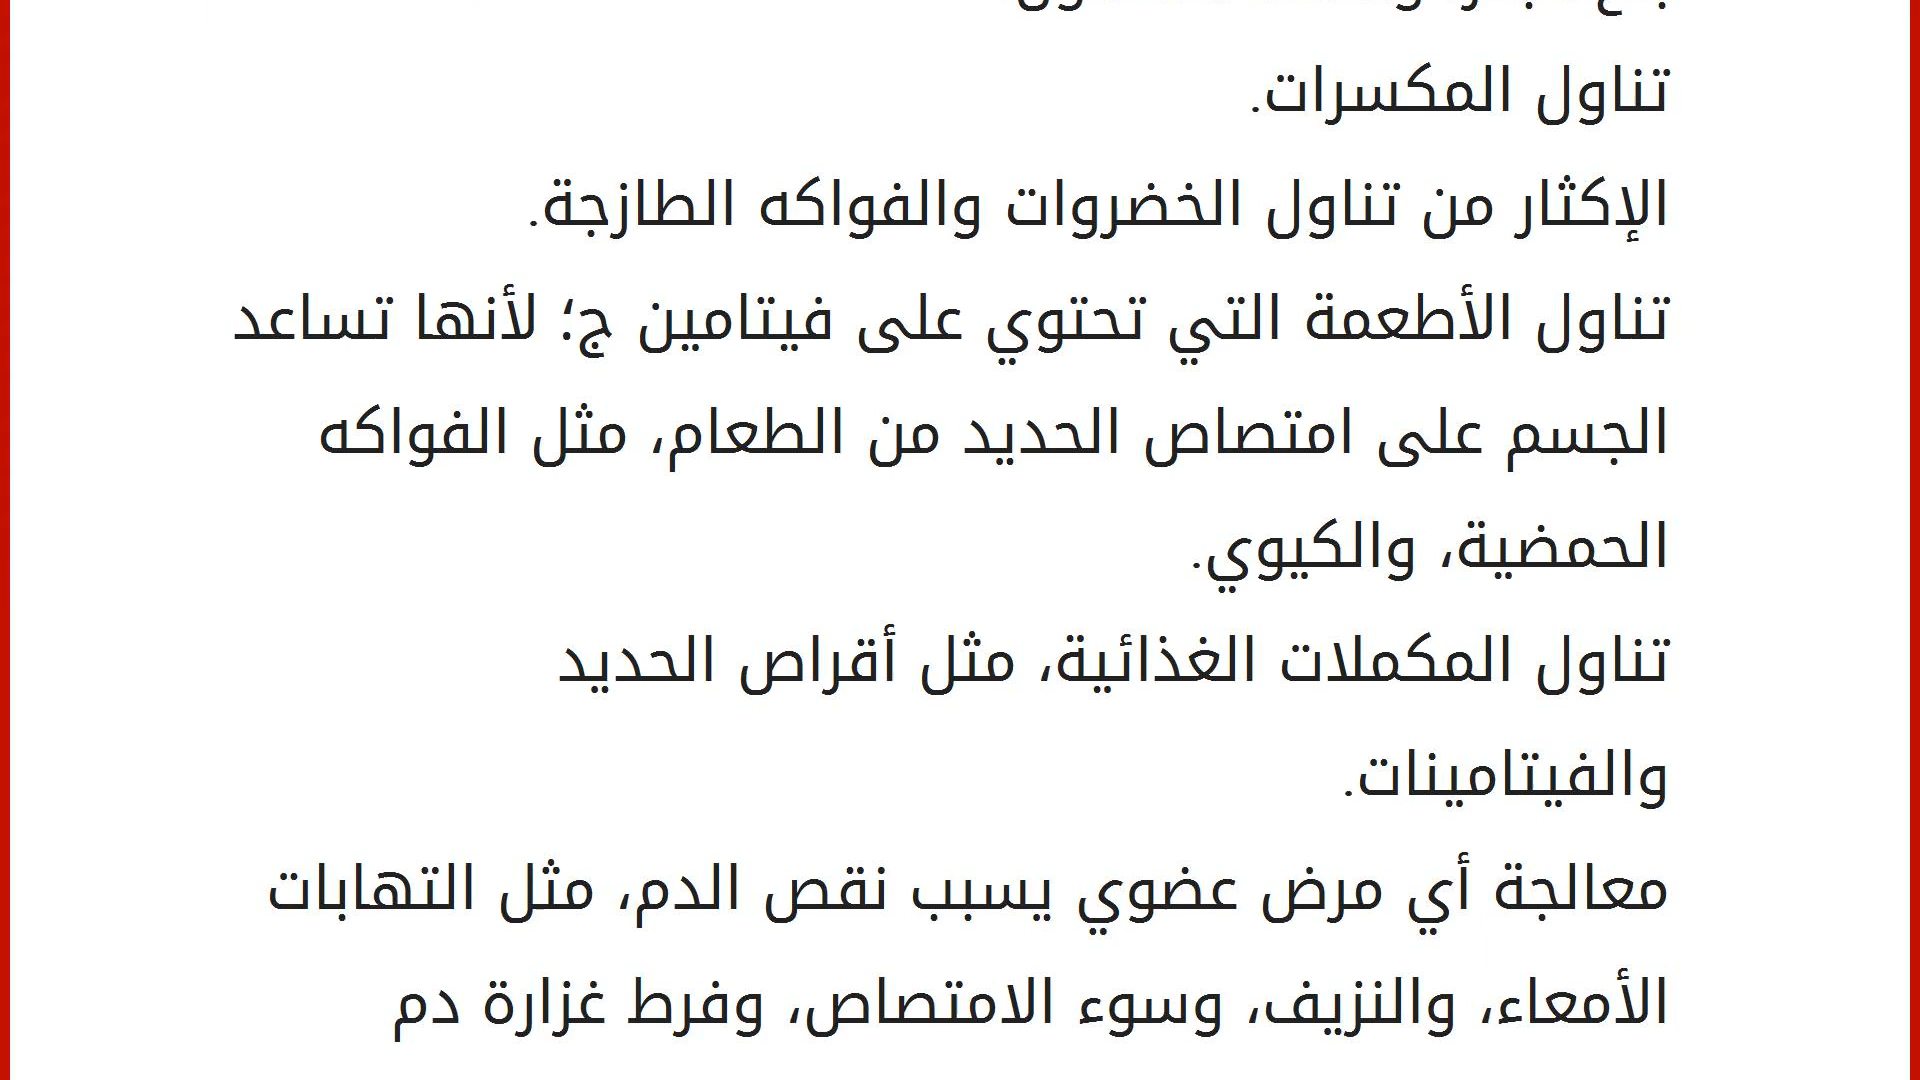 تناول المكسرات.
الإكثار من تناول الخضروات والفواكه الطازجة.
تناول الأطعمة التي تحتوي على فيتامين ج؛ لأنها تساعد
الجسم على امتصاص الحديد من الطعام، مثل الفواكه
الحمضية، والكيوي.
تناول المكملات الغذائية، مثل أقراص الحديد
والفيتامينات.
معالجة أي مرض عضوي يسبب نقص الدم، مثل التهابات
الأمعاء، والنزيف، وسوء الامتصاص، وفرط غزارة دم